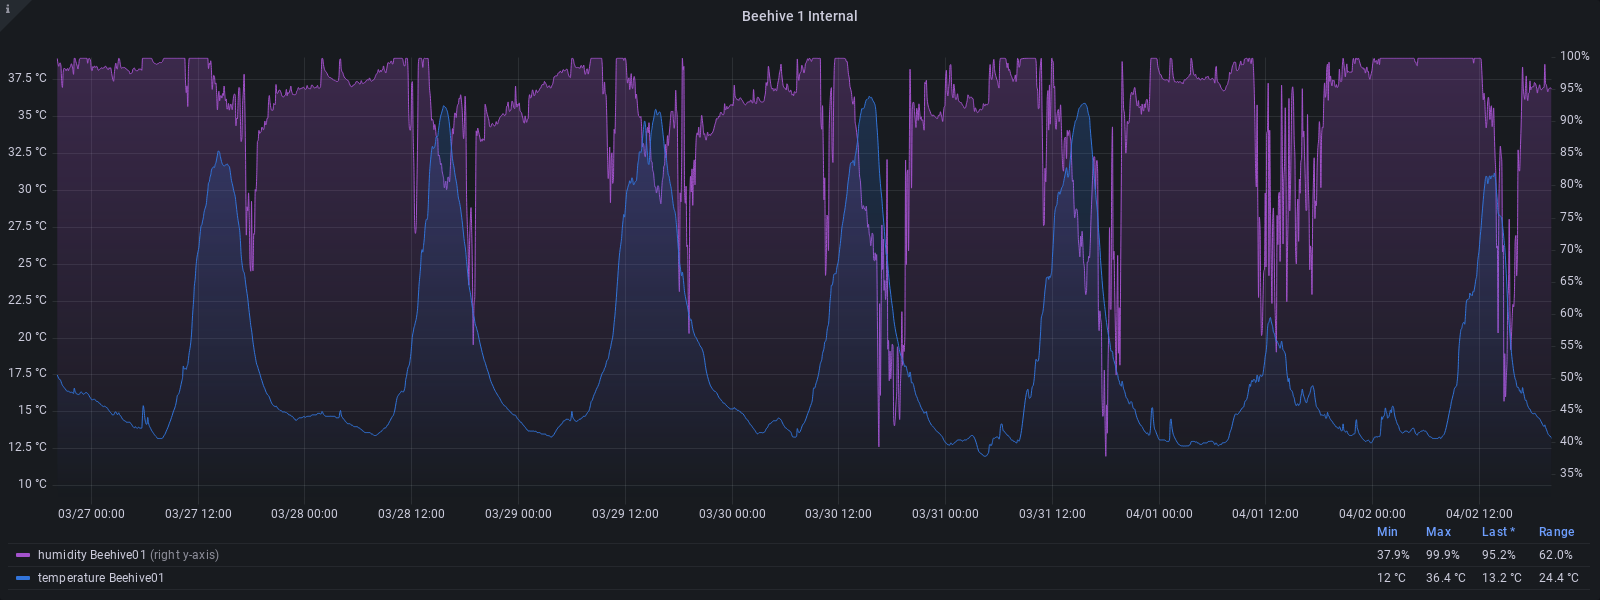 i
Beehive 1 Internal
37.5 °C
35 °C
32.5 °C
30 °C
27.5 °C
25 °C
22.5 °C
20 °C
17.5 °C
15 °C
12.5 °C
10 °C
100%
95%
90%
85%
80%
75%
70%
65%
60%
55%
50%
45%
40%
35%
03/27 00:00 03/27 12:00 03/28 00:00 03/28 12:00 03/29 00:00 03/29 12:00 03/30 00:00 03/30 12:00 03/31 00:00 03/31 12:00 04/01 00:00 04/01 12:00 04/02 00:00 04/02 12:00
Min Max Last * Range
humidity Beehive01 (right y-axis) 37.9% 99.9% 95.2% 62.0%
temperature Beehive01 12 °C 36.4 °C 13.2 °C 24.4 °C